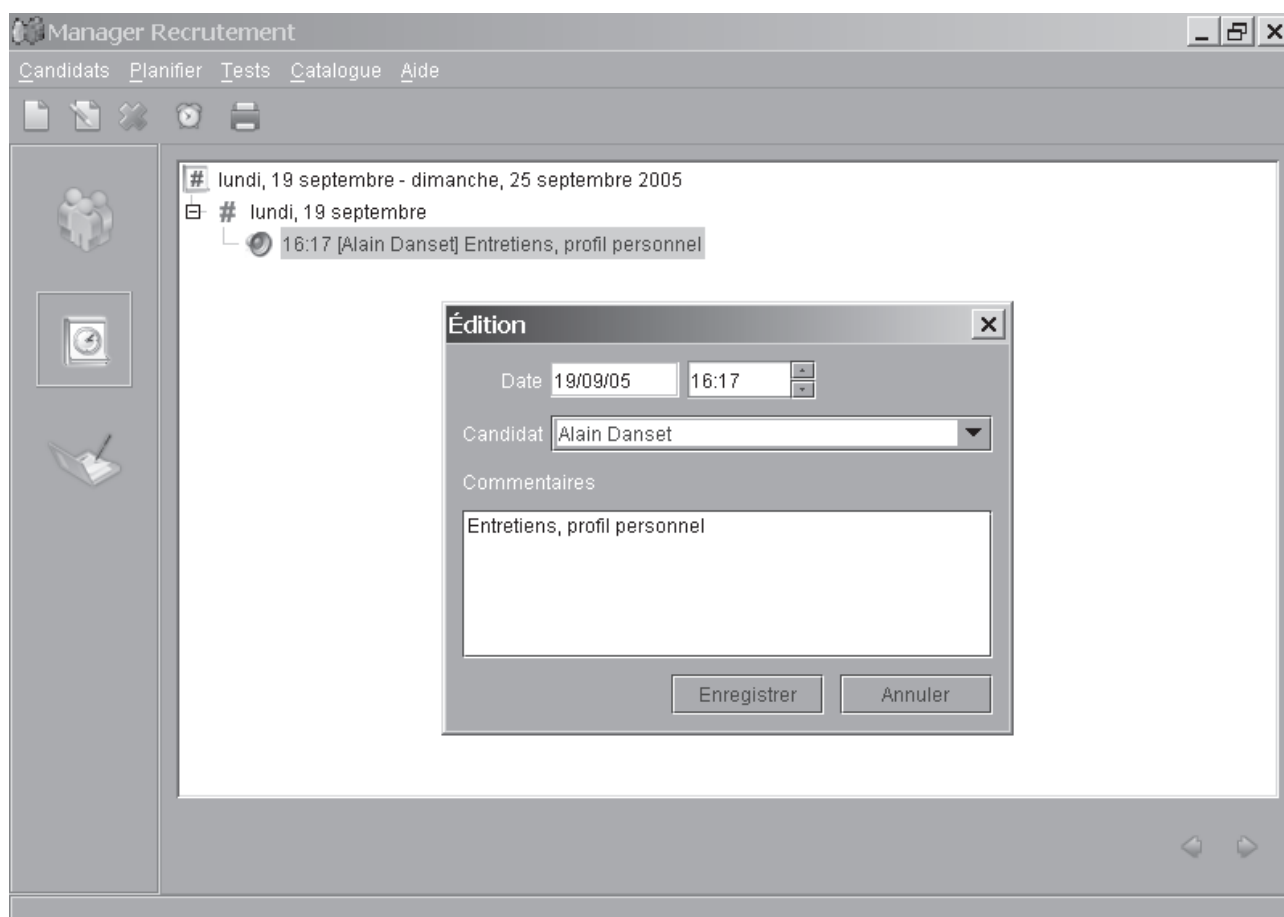 Manager Recrutement
Candidats Planifier Tests Catalogue Aide
# lundi, 19 septembre - dimanche, 25 septembre 2005
# lundi, 19 septembre
16:17 [Alain Danset] Entretiens, profil personnel
Édition
Date 19/09/05 16:17
Candidat Alain Danset
Commentaires
Entretiens, profil personnel
Enregistrer Annuler